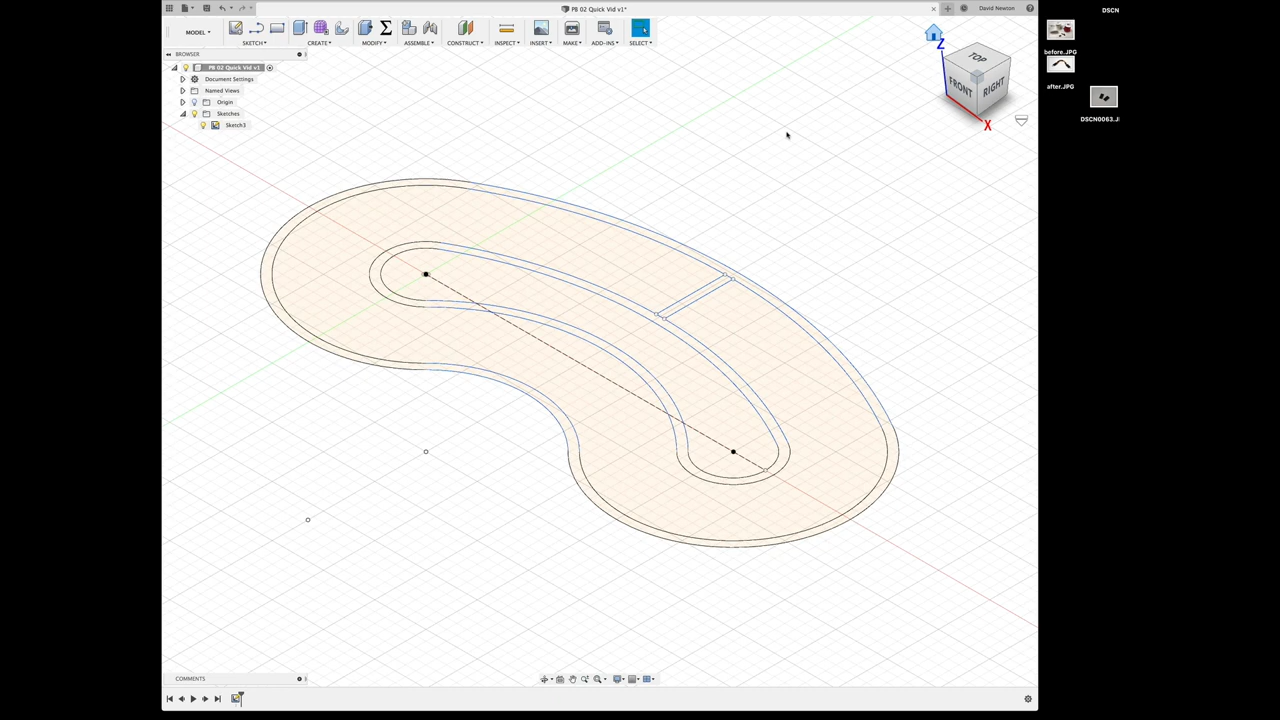 PB 02 Quick Vid v1*
David Newton
MODEL
SKETCH
CREATE
MODIFY
ASSEMBLE
CONSTRUCT
INSPECT
INSERT
MAKE
ADD-INS
SELECT
BROWSER
PB 02 Quick Vid v1
Document Settings
Named Views
Origin
Sketches
Sketch3
Z
TOP
FRONT
RIGHT
X
DSCN
before.JPG
after.JPG
DSCN0063.J
COMMENTS